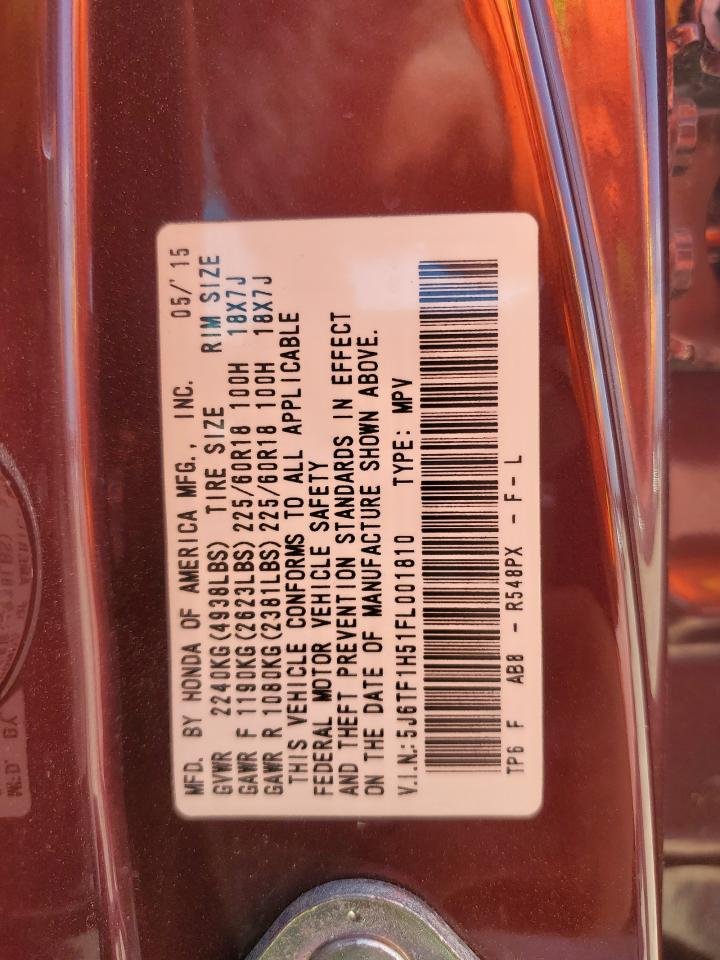 MFD. BY HONDA OF AMERICA MFG., INC. 05/'15
GVWR 2240KG(4938LBS) TIRE SIZE RIM SIZE
GAWR F 1190KG(2623LBS) 225/60R18 100H 18X7J
GAWR R 1080KG(2381LBS) 225/60R18 100H 18X7J
THIS VEHICLE CONFORMS TO ALL APPLICABLE
FEDERAL MOTOR VEHICLE SAFETY
AND THEFT PREVENTION STANDARDS IN EFFECT
ON THE DATE OF MANUFACTURE SHOWN ABOVE.
V.I.N.: 5J6TF1H51FL001810 TYPE: MPV
TP6 F AB8 - R548PX - F - L